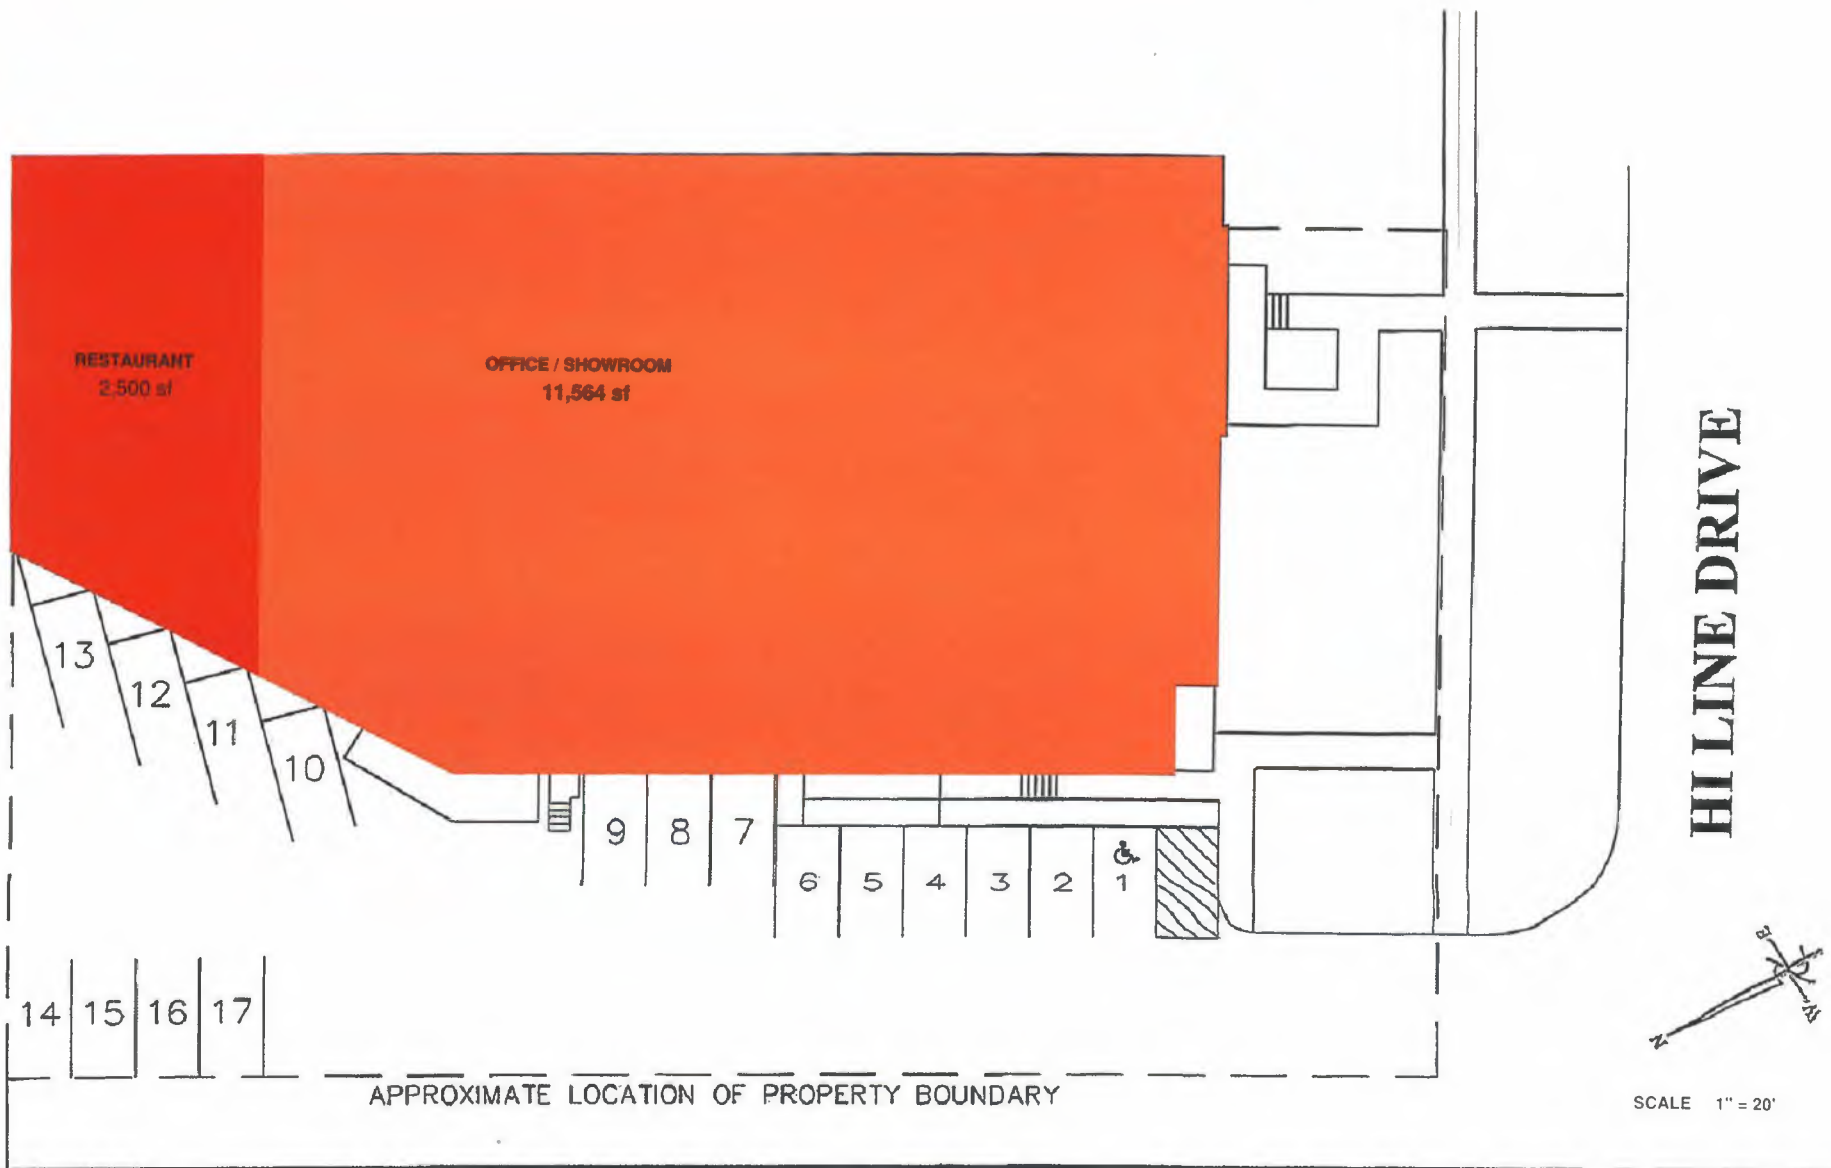 RESTAURANT
2,500 sf
OFFICE / SHOWROOM
11,564 sf
HI LINE DRIVE
13
12
11
10
9
8
7
6
5
4
3
2
1
14
15
16
17
E
S
W
N
APPROXIMATE LOCATION OF PROPERTY BOUNDARY
SCALE 1" = 20'